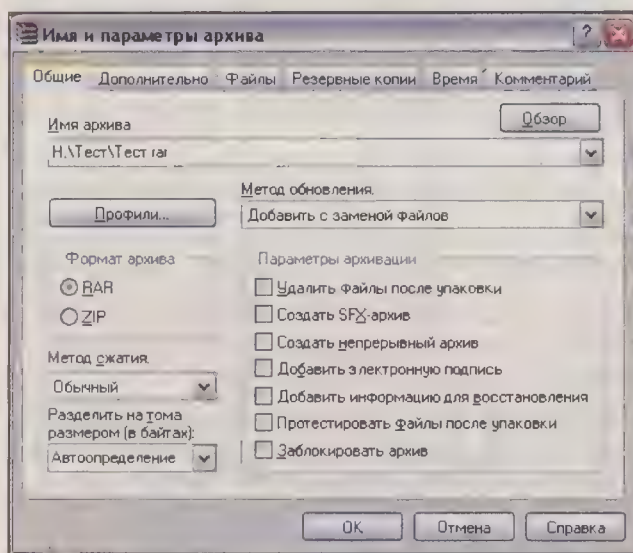 Имя и параметры архива
Общие Дополнительно Файлы Резервные копии Время Комментарий
Имя архива
Обзор
H:\Тест\Тест rar
Метод обновления.
Профили...
Добавить с заменой файлов
Формат архива
Параметры архивации
RAR
Удалить файлы после упаковки
ZIP
Создать SFX-архив
Создать непрерывный архив
Метод сжатия.
Добавить электронную подпись
Обычный
Добавить информацию для восстановления
Разделить на тома
размером (в байтах):
Протестировать файлы после упаковки
Автоопределение
Заблокировать архив
OK Отмена Справка